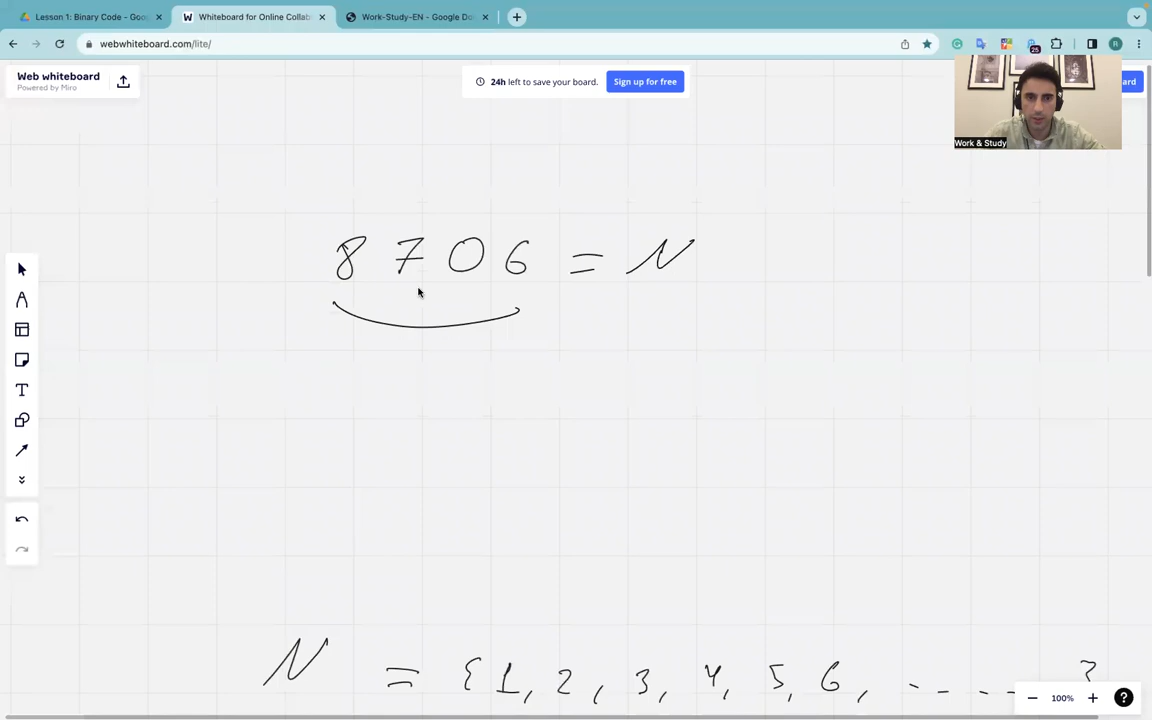 Lesson 1: Binary Code - Goo
Whiteboard for Online Collab
Work-Study-EN - Google Do
webwhiteboard.com/lite/
25
R
Web whiteboard
Powered by Miro
24h left to save your board.
Sign up for free
ard
Work & Study
8 7 0 6 = N
T
N = {1, 2, 3, 4, 5, 6, - - - - }
100%
?